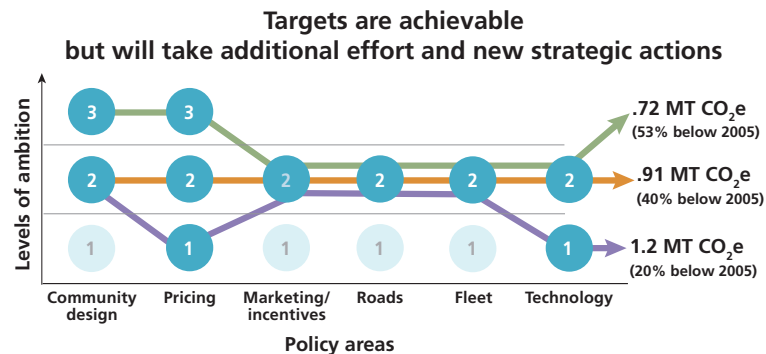 Targets are achievable
but will take additional effort and new strategic actions
Levels of ambition
3 3
2 2 2 2 2 2
1 1 1 1 1 1
.72 MT CO₂e
(53% below 2005)
.91 MT CO₂e
(40% below 2005)
1.2 MT CO₂e
(20% below 2005)
Community
design
Pricing
Marketing/
incentives
Roads
Fleet
Technology
Policy areas